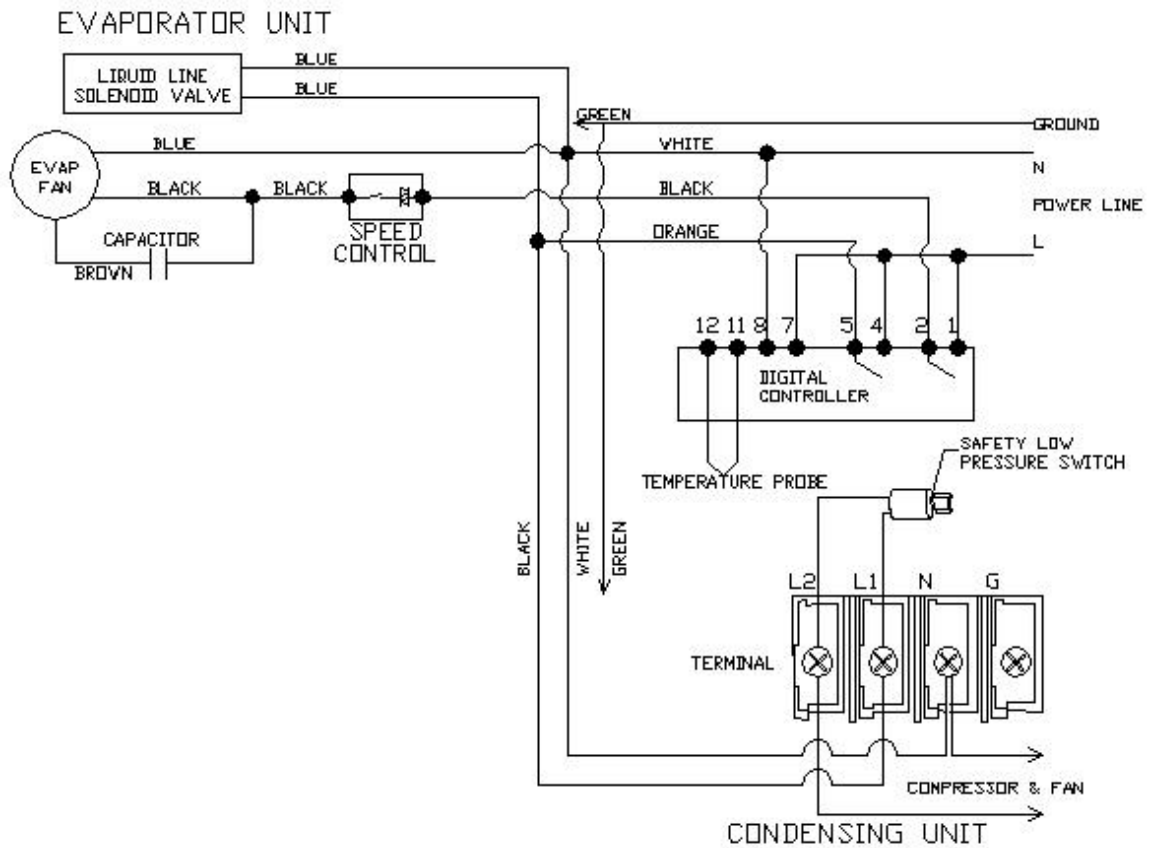 EVAPORATOR UNIT
LIQUID LINE
SOLENOID VALVE
BLUE
BLUE
GREEN
GROUND
BLUE
WHITE
N
EVAP
FAN
BLACK
BLACK
BLACK
POWER LINE
SPEED
CONTROL
CAPACITOR
BROWN
ORANGE
L
12 11 8 7 5 4 2 1
DIGITAL
CONTROLLER
TEMPERATURE PROBE
SAFETY LOW
PRESSURE SWITCH
BLACK
WHITE
GREEN
L2 L1 N G
TERMINAL
COMPRESSOR & FAN
CONDENSING UNIT